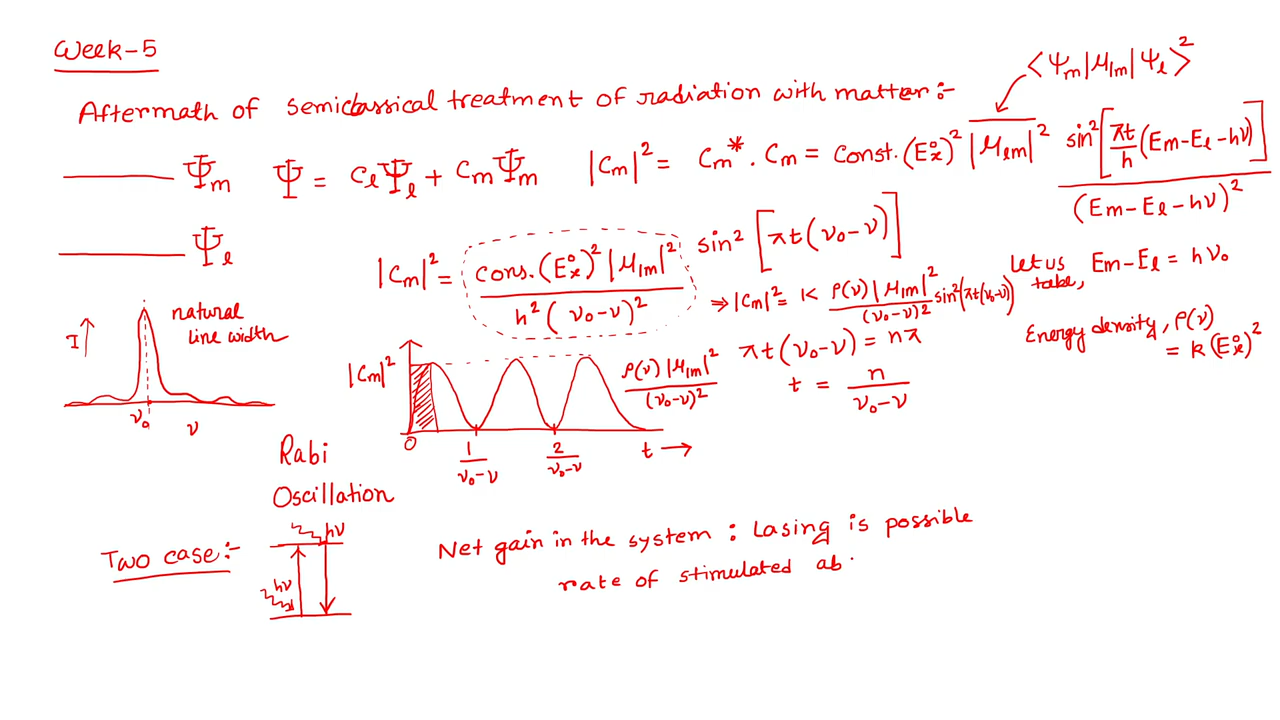 Week-5
⟨Ψm|μlm|Ψl⟩²
Aftermath of semiclassical treatment of radiation with matter:-
Ψm Ψ = ClΨl + CmΨm |Cm|² = Cm* . Cm = Const. (E°x)² |μlm|² sin²[πt/h (Em-El-hν)] / (Em-El-hν)²
Ψl
|Cm|² = cons. (E°x)² |μlm|² / h² (ν₀-ν)² sin² [πt(ν₀-ν)]
Let us take, Em-El = hν₀
⇒ |Cm|² = K ρ(ν) |μlm|² / (ν₀-ν)² sin²(πt(ν₀-ν))
Energy density, ρ(ν)
= k (E°x)²
natural
line width
I
ν₀ ν
|Cm|²
ρ(ν) |μlm|² / (ν₀-ν)²
πt(ν₀-ν) = nπ
t = n / ν₀-ν
0 1 / ν₀-ν 2 / ν₀-ν t →
Rabi
Oscillation
Two case:-
hν
hν
Net gain in the system : Lasing is possible
rate of stimulated ab